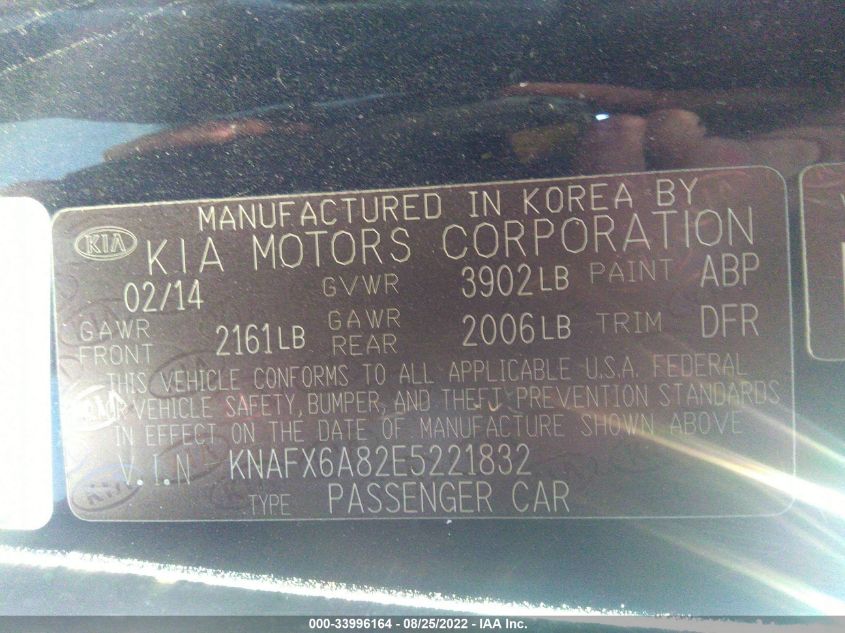 MANUFACTURED IN KOREA BY
KIA KIA MOTORS CORPORATION
02/14 GVWR 3902LB PAINT ABP
GAWR FRONT 2161LB GAWR REAR 2006LB TRIM DFR
THIS VEHICLE CONFORMS TO ALL APPLICABLE U.S.A. FEDERAL
VEHICLE SAFETY, BUMPER, AND THEFT PREVENTION STANDARDS
IN EFFECT ON THE DATE OF MANUFACTURE SHOWN ABOVE
V.I.N KNAFX6A82E5221832
TYPE PASSENGER CAR
000-33996164 - 08/25/2022 - IAA Inc.